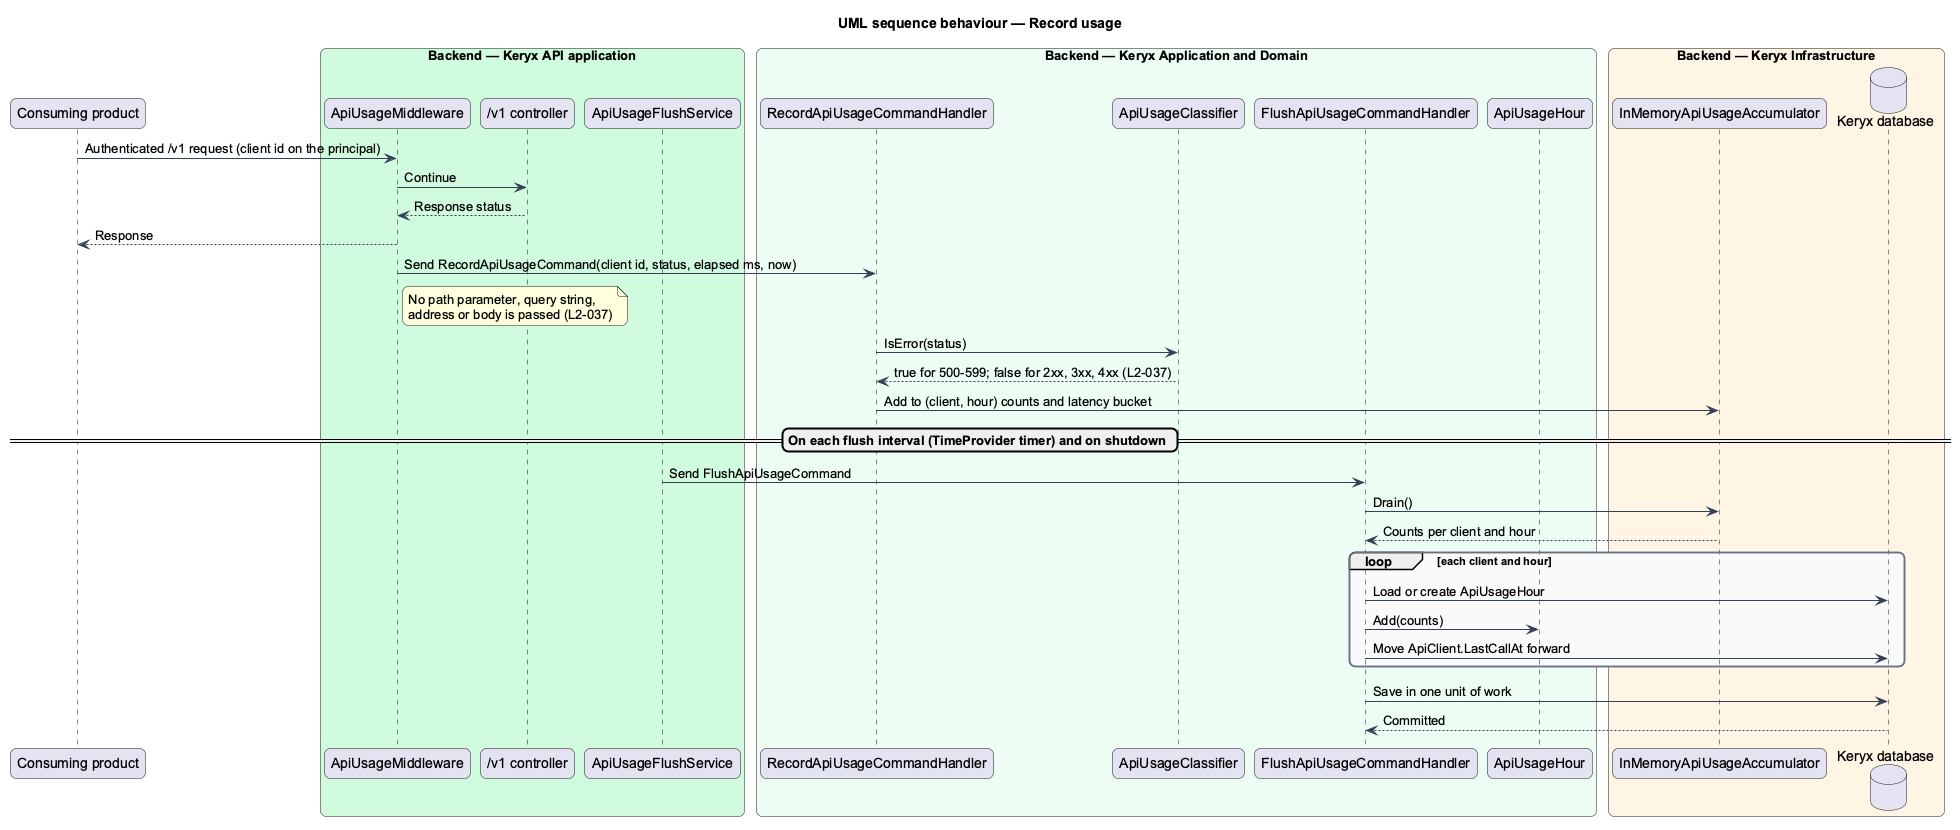 UML sequence behaviour — Record usage
Backend — Keryx API application
Backend — Keryx Application and Domain
Backend — Keryx Infrastructure
Consuming product
ApiUsageMiddleware
/v1 controller
ApiUsageFlushService
RecordApiUsageCommandHandler
ApiUsageClassifier
FlushApiUsageCommandHandler
ApiUsageHour
InMemoryApiUsageAccumulator
Keryx database
Authenticated /v1 request (client id on the principal)
Continue
Response status
Response
Send RecordApiUsageCommand(client id, status, elapsed ms, now)
No path parameter, query string,
address or body is passed (L2-037)
IsError(status)
true for 500-599; false for 2xx, 3xx, 4xx (L2-037)
Add to (client, hour) counts and latency bucket
On each flush interval (TimeProvider timer) and on shutdown
Send FlushApiUsageCommand
Drain()
Counts per client and hour
loop
[each client and hour]
Load or create ApiUsageHour
Add(counts)
Move ApiClient.LastCallAt forward
Save in one unit of work
Committed
Consuming product
ApiUsageMiddleware
/v1 controller
ApiUsageFlushService
RecordApiUsageCommandHandler
ApiUsageClassifier
FlushApiUsageCommandHandler
ApiUsageHour
InMemoryApiUsageAccumulator
Keryx database